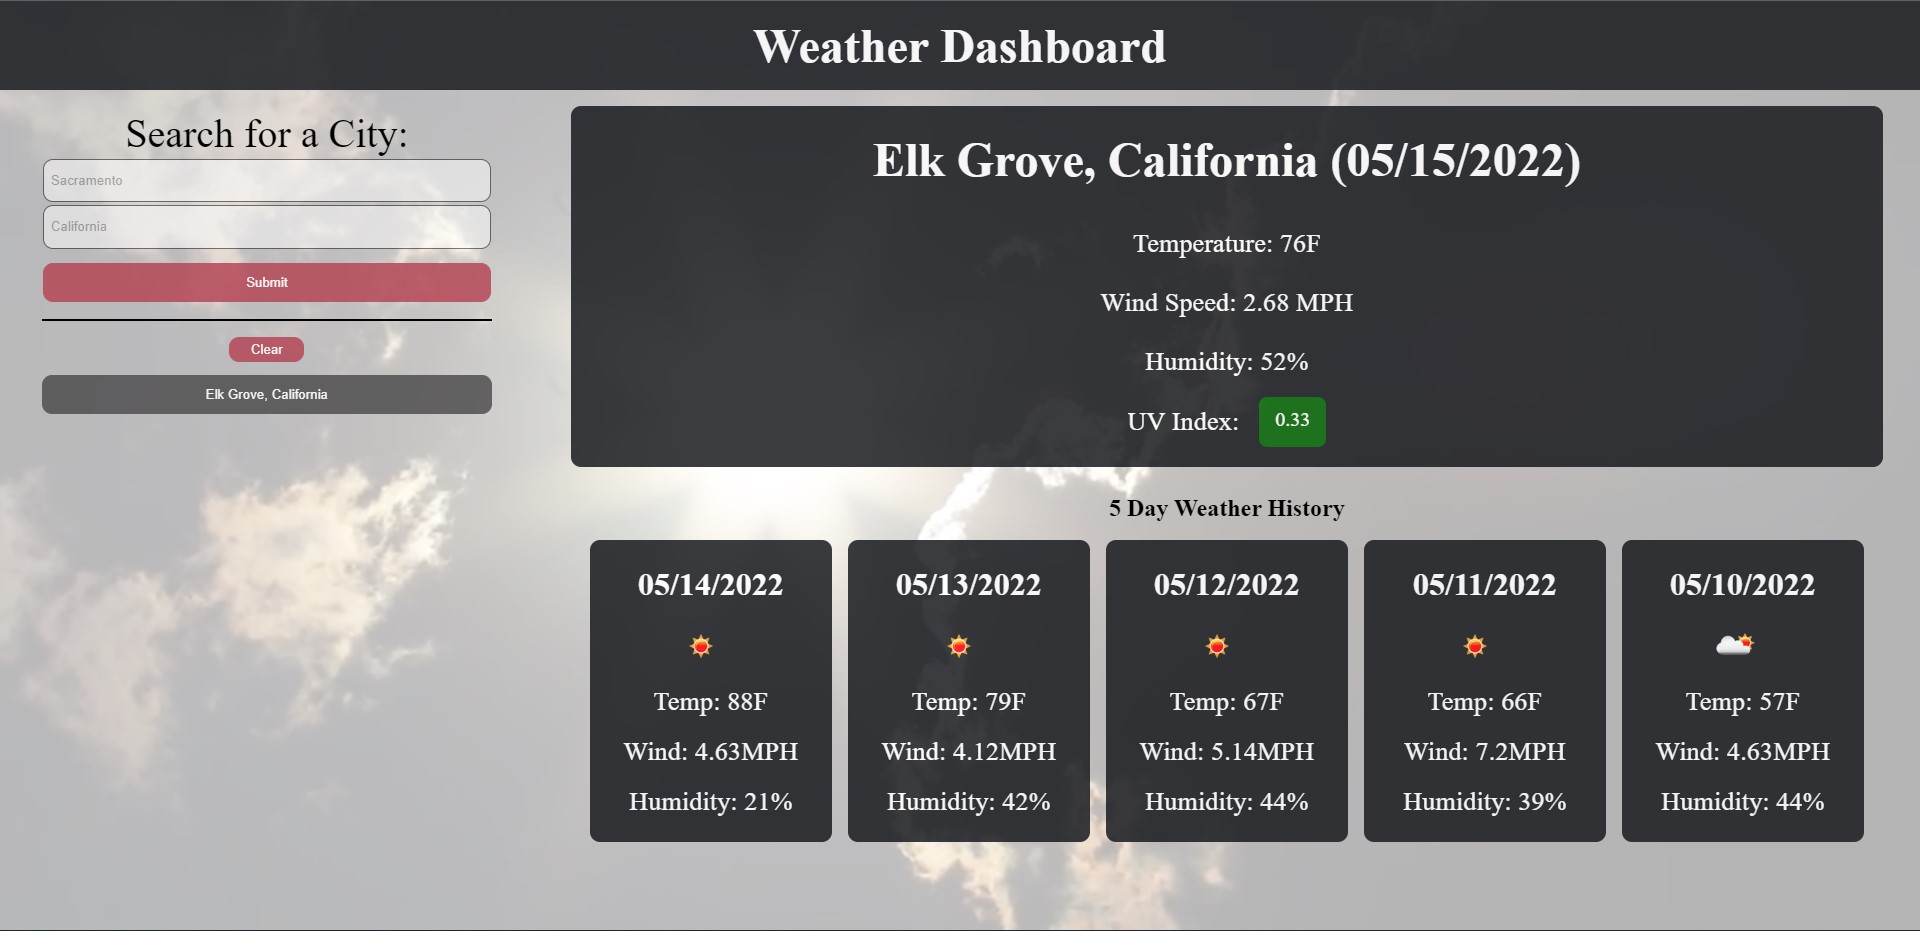 Weather Dashboard
Search for a City:
Sacramento
California
Submit
Clear
Elk Grove, California
Elk Grove, California (05/15/2022)
Temperature: 76F
Wind Speed: 2.68 MPH
Humidity: 52%
UV Index: 0.33
5 Day Weather History
05/14/2022
Temp: 88F
Wind: 4.63MPH
Humidity: 21%
05/13/2022
Temp: 79F
Wind: 4.12MPH
Humidity: 42%
05/12/2022
Temp: 67F
Wind: 5.14MPH
Humidity: 44%
05/11/2022
Temp: 66F
Wind: 7.2MPH
Humidity: 39%
05/10/2022
Temp: 57F
Wind: 4.63MPH
Humidity: 44%